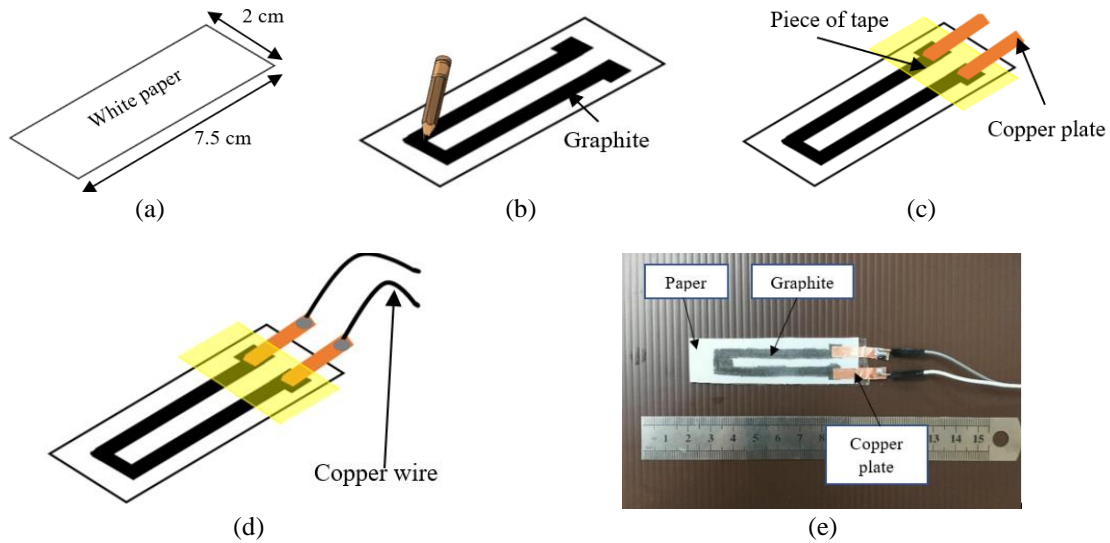 2 cm
White paper
7.5 cm
(a)
Graphite
(b)
Piece of tape
Copper plate
(c)
Copper wire
(d)
Paper
Graphite
1 2 3 4 5 6 7 8 13 14 15
Copper
plate
(e)